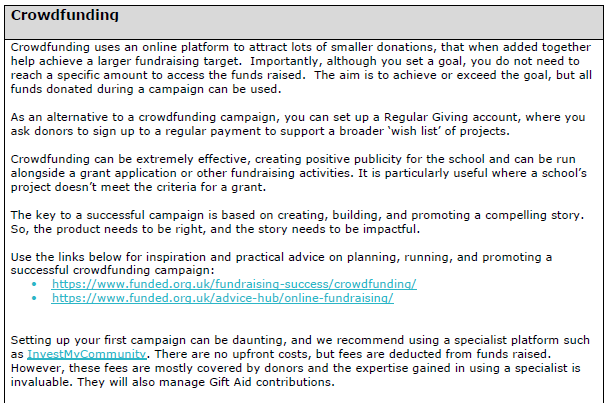 Crowdfunding
Crowdfunding uses an online platform to attract lots of smaller donations, that when added together
help achieve a larger fundraising target.  Importantly, although you set a goal, you do not need to
reach a specific amount to access the funds raised.  The aim is to achieve or exceed the goal, but all
funds donated during a campaign can be used.
As an alternative to a crowdfunding campaign, you can set up a Regular Giving account, where you
ask donors to sign up to a regular payment to support a broader ‘wish list’ of projects.
Crowdfunding can be extremely effective, creating positive publicity for the school and can be run
alongside a grant application or other fundraising activities. It is particularly useful where a school’s
project doesn’t meet the criteria for a grant.
The key to a successful campaign is based on creating, building, and promoting a compelling story.
So, the product needs to be right, and the story needs to be impactful.
Use the links below for inspiration and practical advice on planning, running, and promoting a
successful crowdfunding campaign:
• https://www.funded.org.uk/fundraising-success/crowdfunding/
• https://www.funded.org.uk/advice-hub/online-fundraising/
Setting up your first campaign can be daunting, and we recommend using a specialist platform such
as InvestMyCommunity. There are no upfront costs, but fees are deducted from funds raised.
However, these fees are mostly covered by donors and the expertise gained in using a specialist is
invaluable. They will also manage Gift Aid contributions.